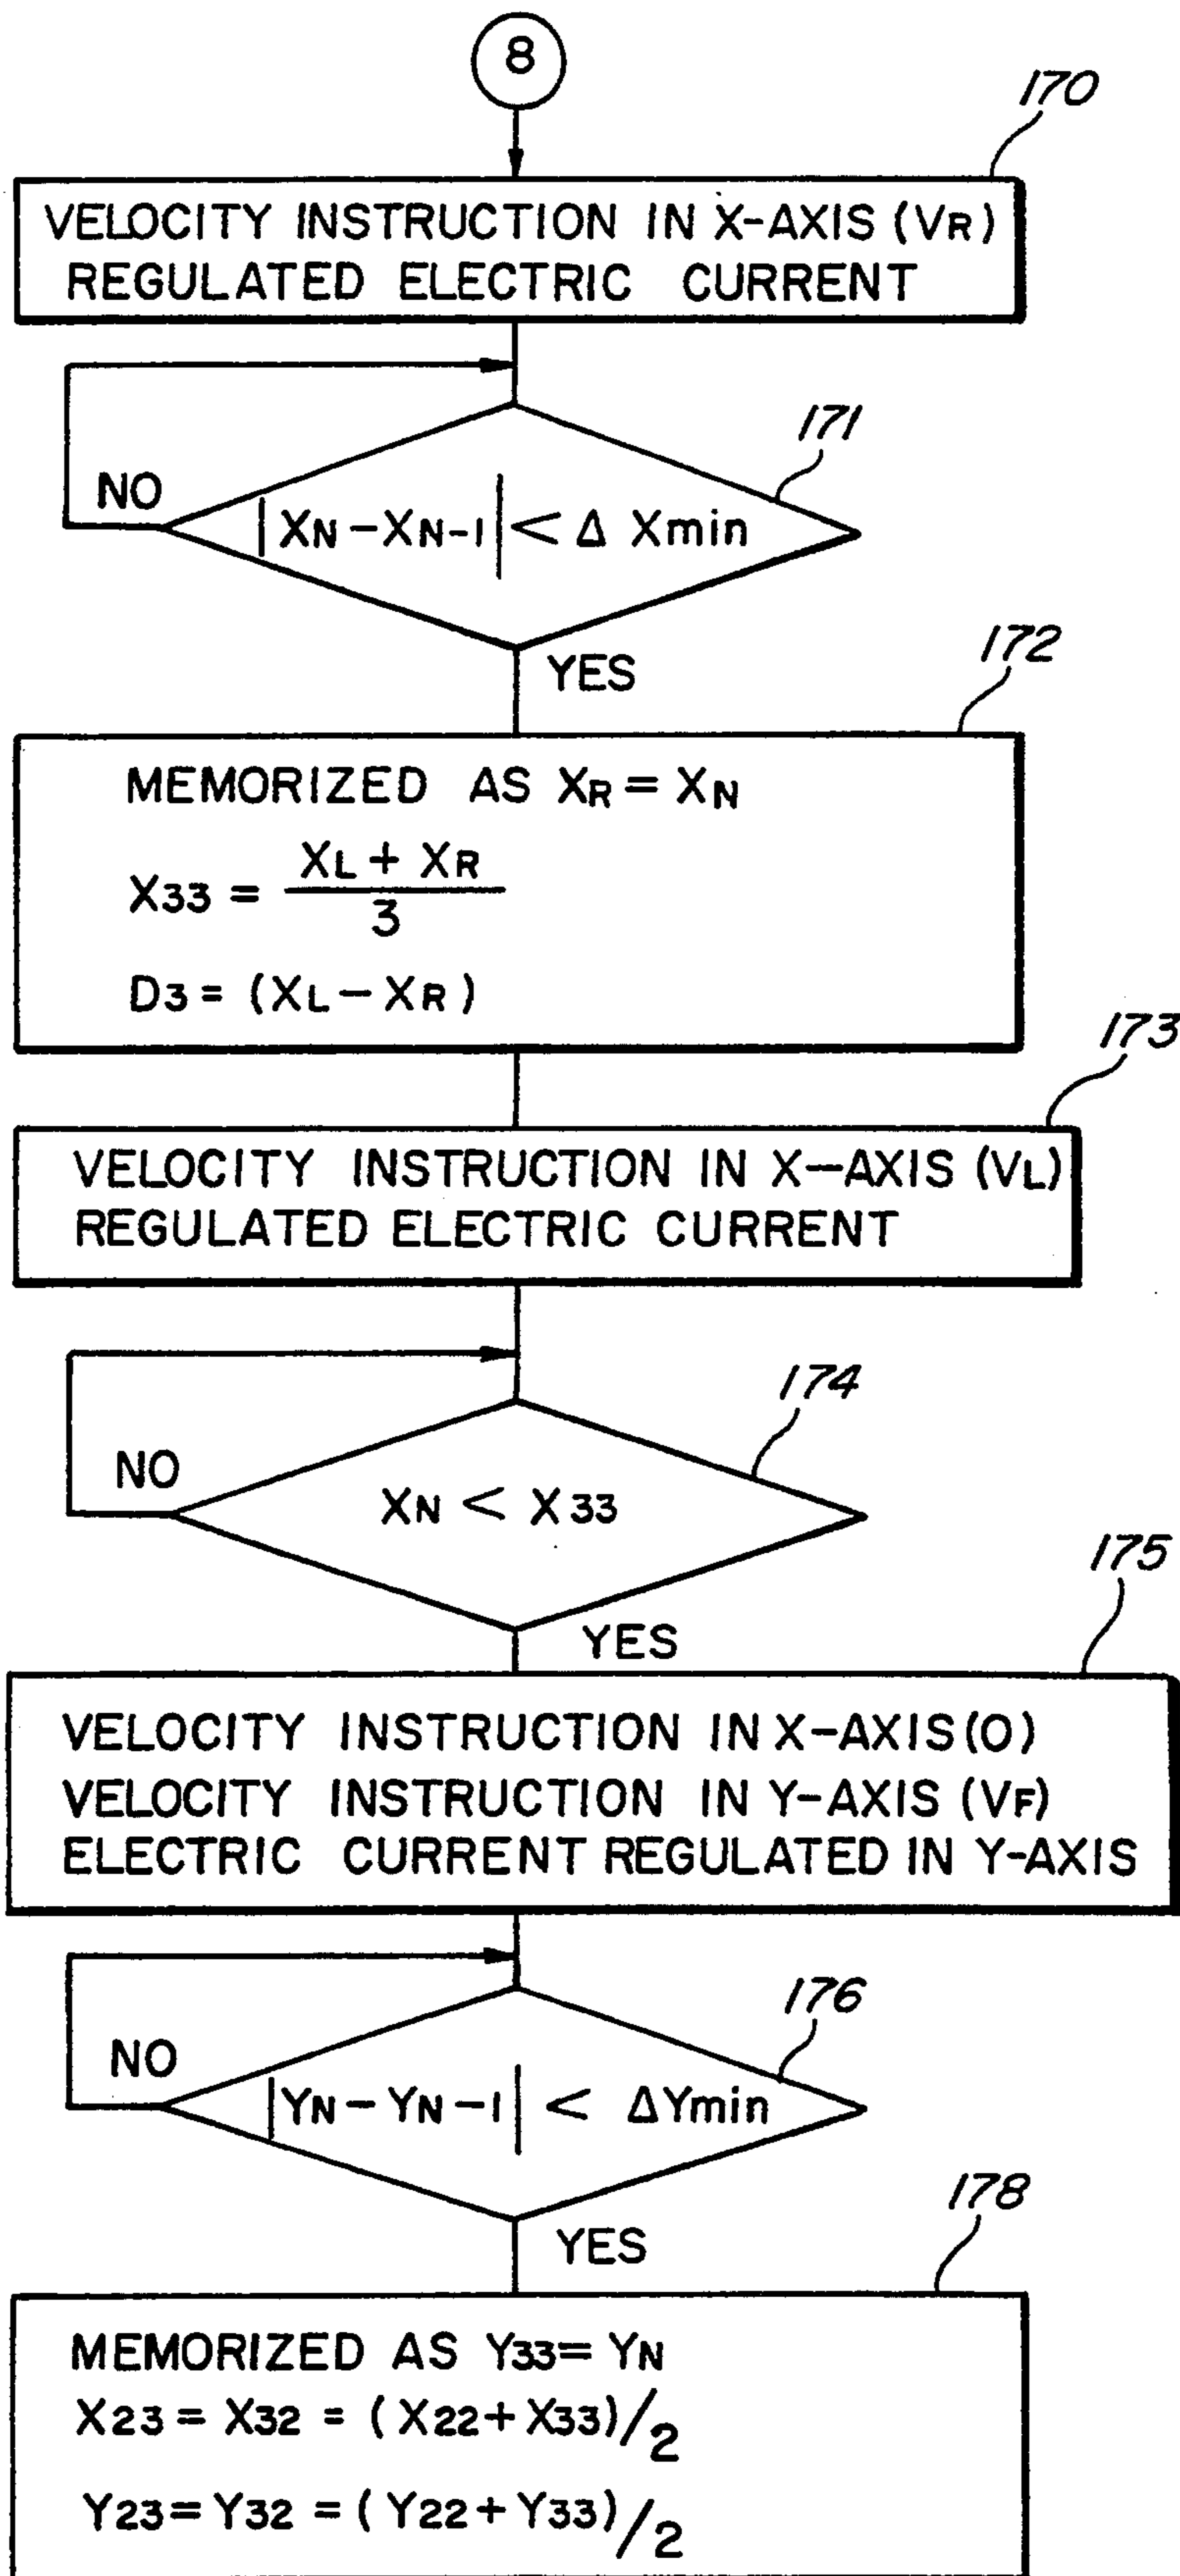 8
170
VELOCITY INSTRUCTION IN X-AXIS (VR)
REGULATED ELECTRIC CURRENT
171
NO
|XN-XN-1| < Δ Xmin
YES
172
MEMORIZED AS XR = XN
X33 = XL + XR / 3
D3 = (XL - XR)
173
VELOCITY INSTRUCTION IN X-AXIS (VL)
REGULATED ELECTRIC CURRENT
174
NO
XN < X33
YES
175
VELOCITY INSTRUCTION IN X-AXIS(O)
VELOCITY INSTRUCTION IN Y-AXIS (VF)
ELECTRIC CURRENT REGULATED IN Y-AXIS
176
NO
|YN-YN-1| < ΔYmin
YES
178
MEMORIZED AS Y33 = YN
X23 = X32 = (X22+X33)/2
Y23 = Y32 = (Y22+Y33)/2